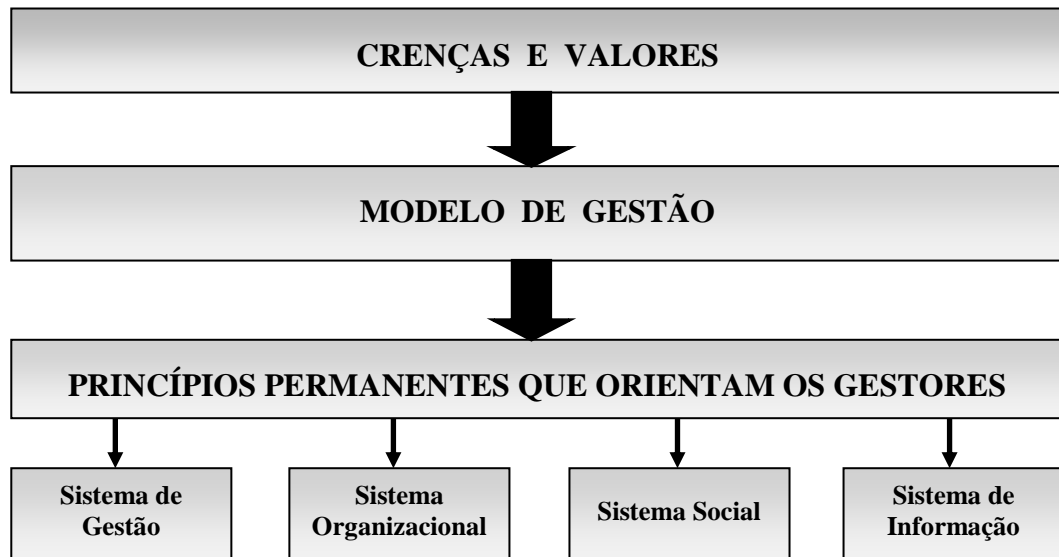 CRENÇAS E VALORES
MODELO DE GESTÃO
PRINCÍPIOS PERMANENTES QUE ORIENTAM OS GESTORES
Sistema de
Gestão
Sistema
Organizacional
Sistema Social
Sistema de
Informação